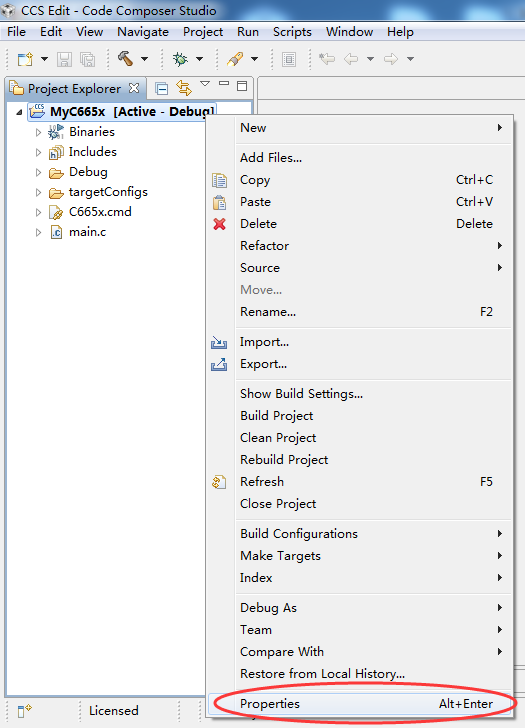 CCS Edit - Code Composer Studio
File Edit View Navigate Project Run Scripts Window Help
Project Explorer
MyC665x [Active - Debug]
Binaries
Includes
Debug
targetConfigs
C665x.cmd
main.c
New
Add Files...
Copy Ctrl+C
Paste Ctrl+V
Delete Delete
Refactor
Source
Move...
Rename... F2
Import...
Export...
Show Build Settings...
Build Project
Clean Project
Rebuild Project
Refresh F5
Close Project
Build Configurations
Make Targets
Index
Debug As
Team
Compare With
Restore from Local History...
Properties Alt+Enter
Licensed